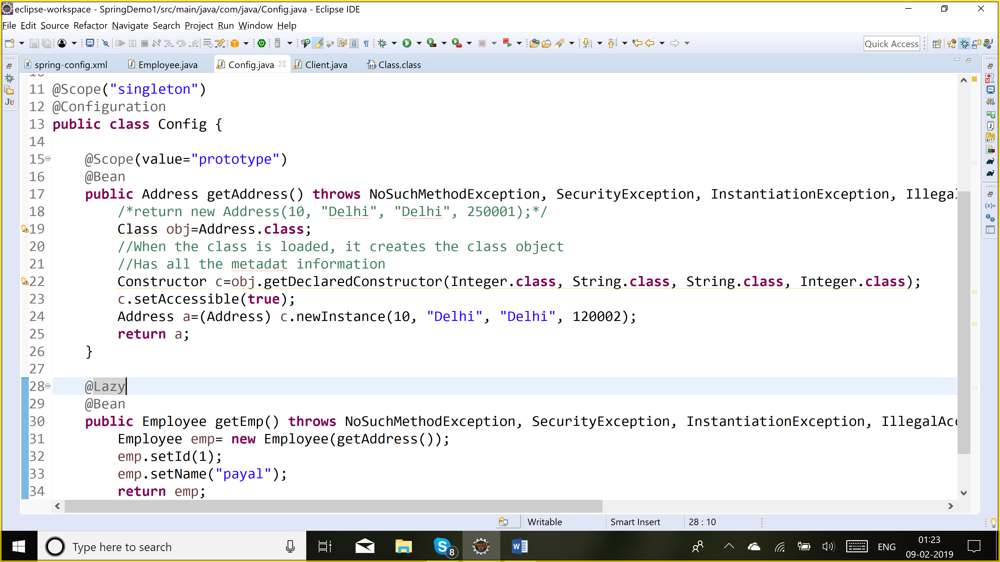 eclipse-workspace - SpringDemo1/src/main/java/com/java/Config.java - Eclipse IDE
File Edit Source Refactor Navigate Search Project Run Window Help
Quick Access
spring-config.xml Employee.java Config.java Client.java Class.class
11 @Scope("singleton")
12 @Configuration
13 public class Config {
14
15 @Scope(value="prototype")
16 @Bean
17 public Address getAddress() throws NoSuchMethodException, SecurityException, InstantiationException, Illegal
18 /*return new Address(10, "Delhi", "Delhi", 250001);*/
19 Class obj=Address.class;
20 //When the class is loaded, it creates the class object
21 //Has all the metadat information
22 Constructor c=obj.getDeclaredConstructor(Integer.class, String.class, String.class, Integer.class);
23 c.setAccessible(true);
24 Address a=(Address) c.newInstance(10, "Delhi", "Delhi", 120002);
25 return a;
26 }
27
28 @Lazy
29 @Bean
30 public Employee getEmp() throws NoSuchMethodException, SecurityException, InstantiationException, IllegalAcc
31 Employee emp= new Employee(getAddress());
32 emp.setId(1);
33 emp.setName("payal");
34 return emp;
Writable Smart Insert 28 : 10
Type here to search
8
ENG
01:23
09-02-2019